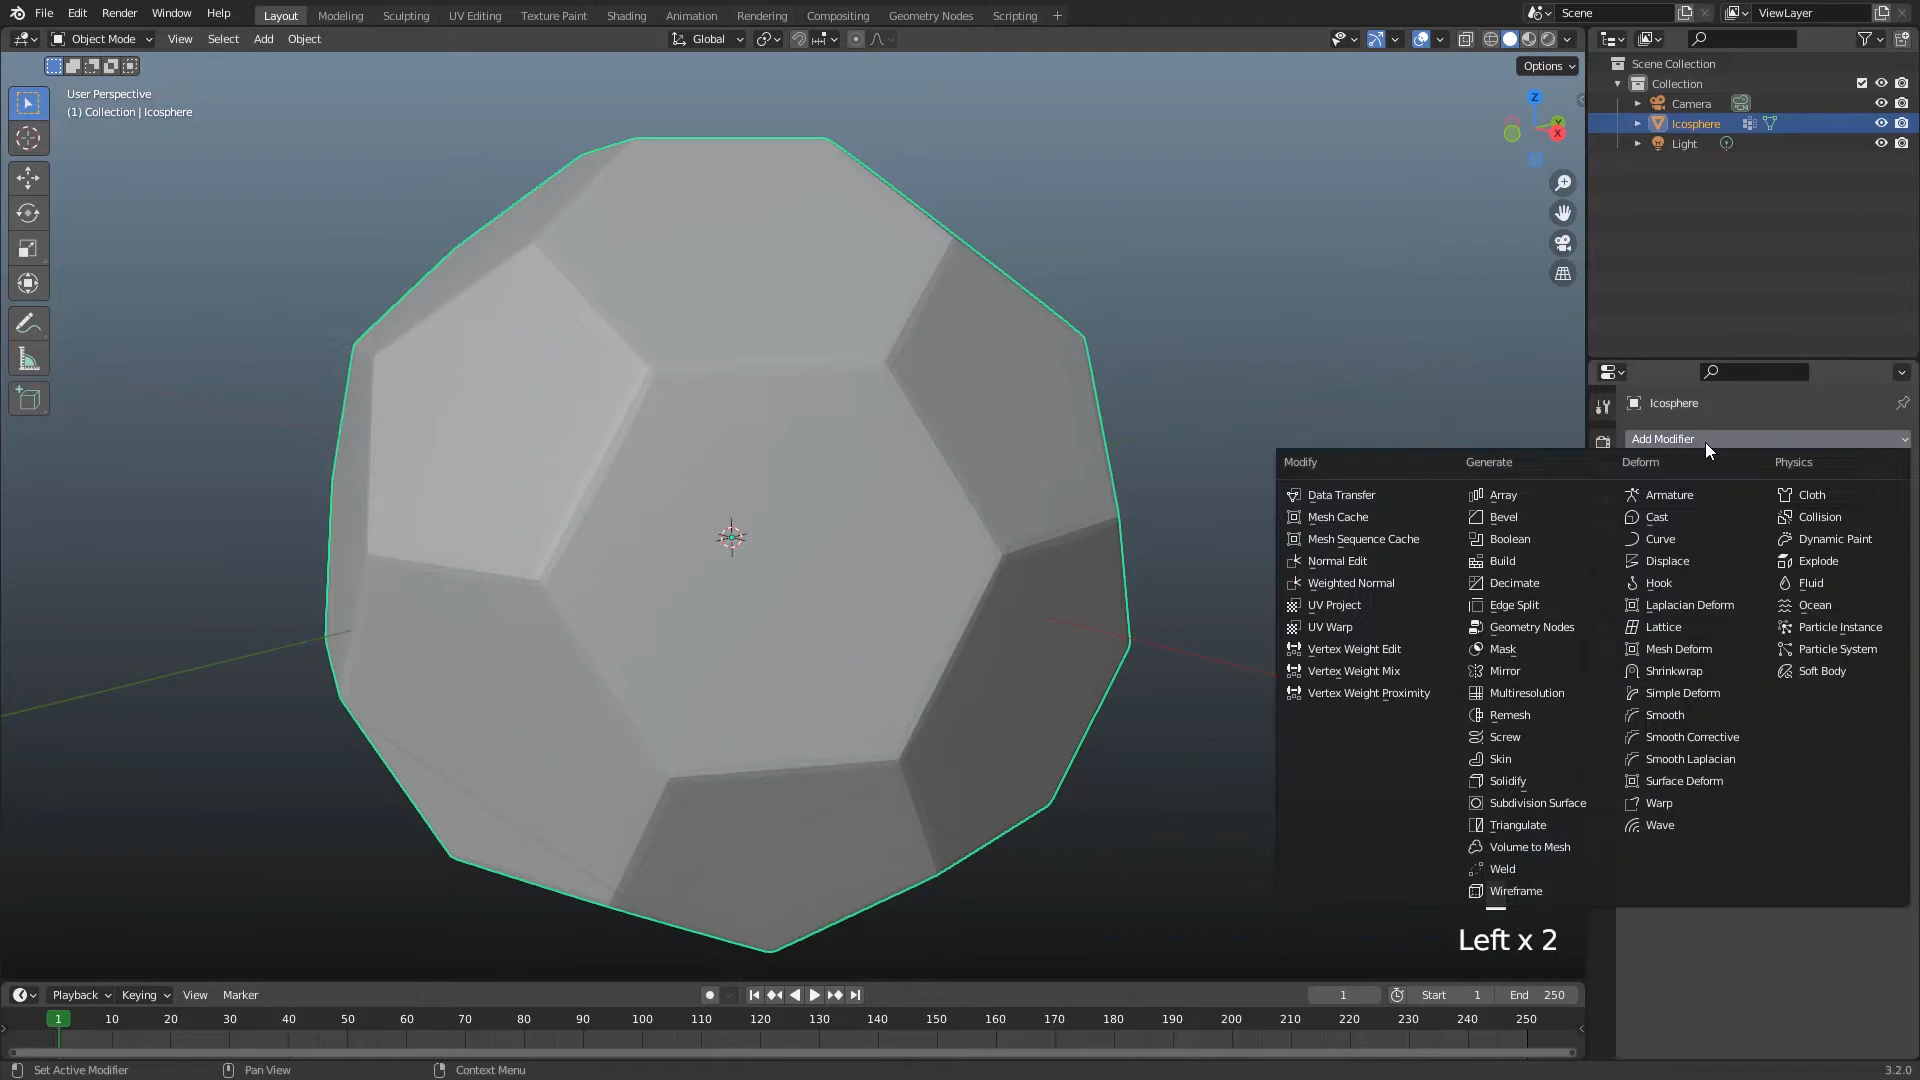 File Edit Render Window Help Layout Modeling Sculpting UV Editing Texture Paint Shading Animation Rendering Compositing Geometry Nodes Scripting + Scene ViewLayer
Object Mode View Select Add Object Global
Options
User Perspective
(1) Collection | Icosphere
Z
Y
X
Scene Collection
Collection
Camera
Icosphere
Light
Icosphere
Add Modifier
Modify
Data Transfer
Mesh Cache
Mesh Sequence Cache
Normal Edit
Weighted Normal
UV Project
UV Warp
Vertex Weight Edit
Vertex Weight Mix
Vertex Weight Proximity
Generate
Array
Bevel
Boolean
Build
Decimate
Edge Split
Geometry Nodes
Mask
Mirror
Multiresolution
Remesh
Screw
Skin
Solidify
Subdivision Surface
Triangulate
Volume to Mesh
Weld
Wireframe
Deform
Armature
Cast
Curve
Displace
Hook
Laplacian Deform
Lattice
Mesh Deform
Shrinkwrap
Simple Deform
Smooth
Smooth Corrective
Smooth Laplacian
Surface Deform
Warp
Wave
Physics
Cloth
Collision
Dynamic Paint
Explode
Fluid
Ocean
Particle Instance
Particle System
Soft Body
Left x 2
Playback Keying View Marker 1 Start 1 End 250
1 10 20 30 40 50 60 70 80 90 100 110 120 130 140 150 160 170 180 190 200 210 220 230 240 250
Set Active Modifier Pan View Context Menu 3.2.0